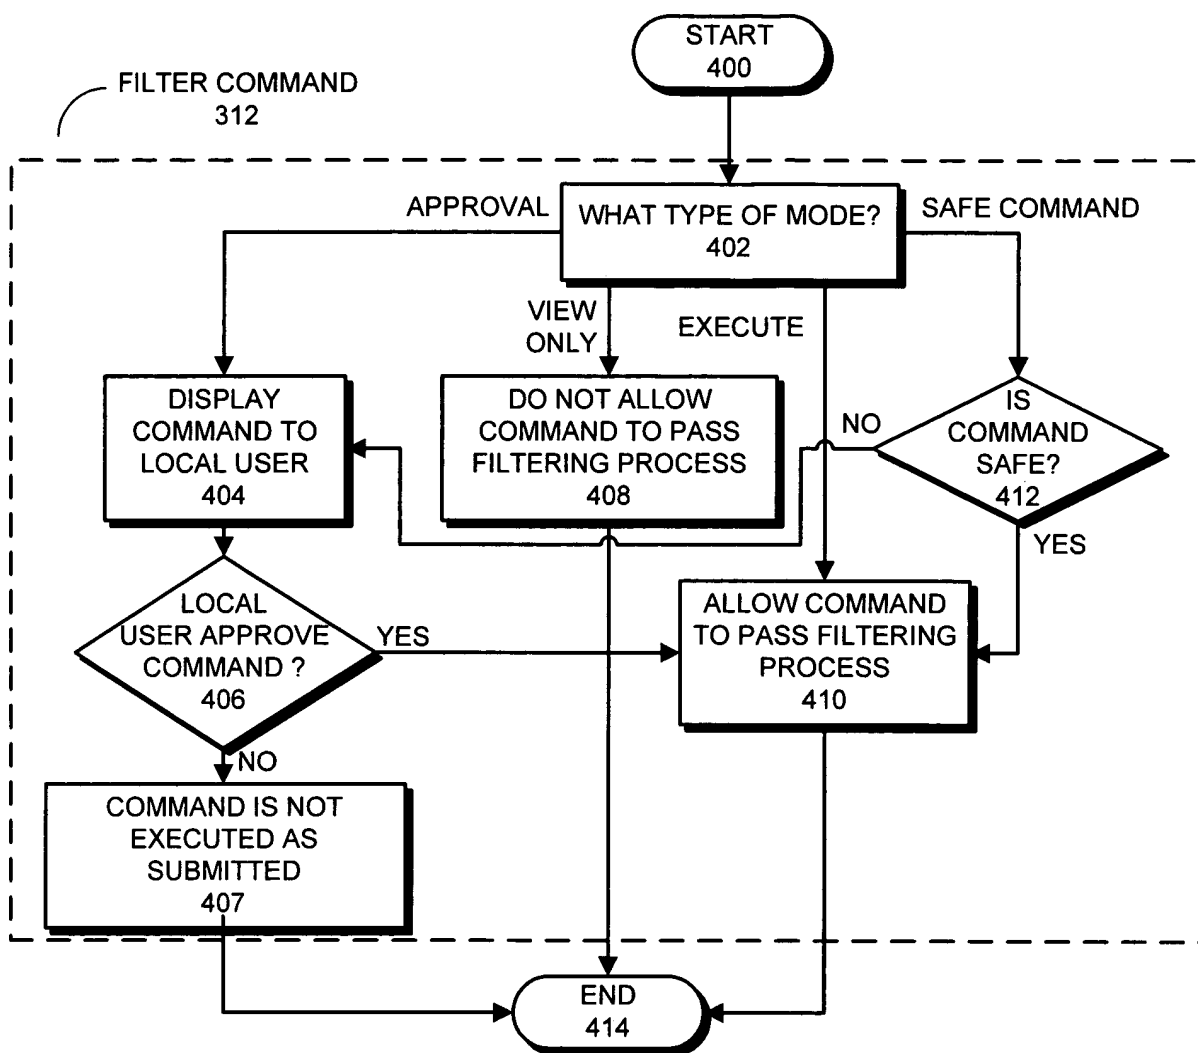 START
400
FILTER COMMAND
312
APPROVAL
WHAT TYPE OF MODE?
402
SAFE COMMAND
VIEW
ONLY
EXECUTE
DISPLAY
COMMAND TO
LOCAL USER
404
DO NOT ALLOW
COMMAND TO PASS
FILTERING PROCESS
408
NO
IS
COMMAND
SAFE?
412
YES
LOCAL
USER APPROVE
COMMAND ?
406
YES
ALLOW COMMAND
TO PASS FILTERING
PROCESS
410
NO
COMMAND IS NOT
EXECUTED AS
SUBMITTED
407
END
414